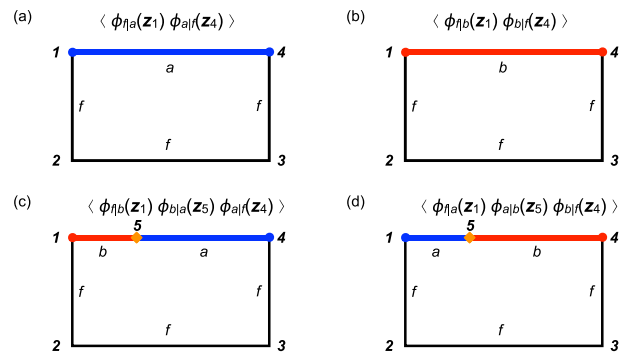 (a) ⟨ ϕf|a(z1) ϕa|f(z4) ⟩
1 4
a
f f
f
2 3
(b) ⟨ ϕf|b(z1) ϕb|f(z4) ⟩
1 4
b
f f
f
2 3
(c) ⟨ ϕf|b(z1) ϕb|a(z5) ϕa|f(z4) ⟩
5
1 4
b a
f f
f
2 3
(d) ⟨ ϕf|a(z1) ϕa|b(z5) ϕb|f(z4) ⟩
5
1 4
a b
f f
f
2 3